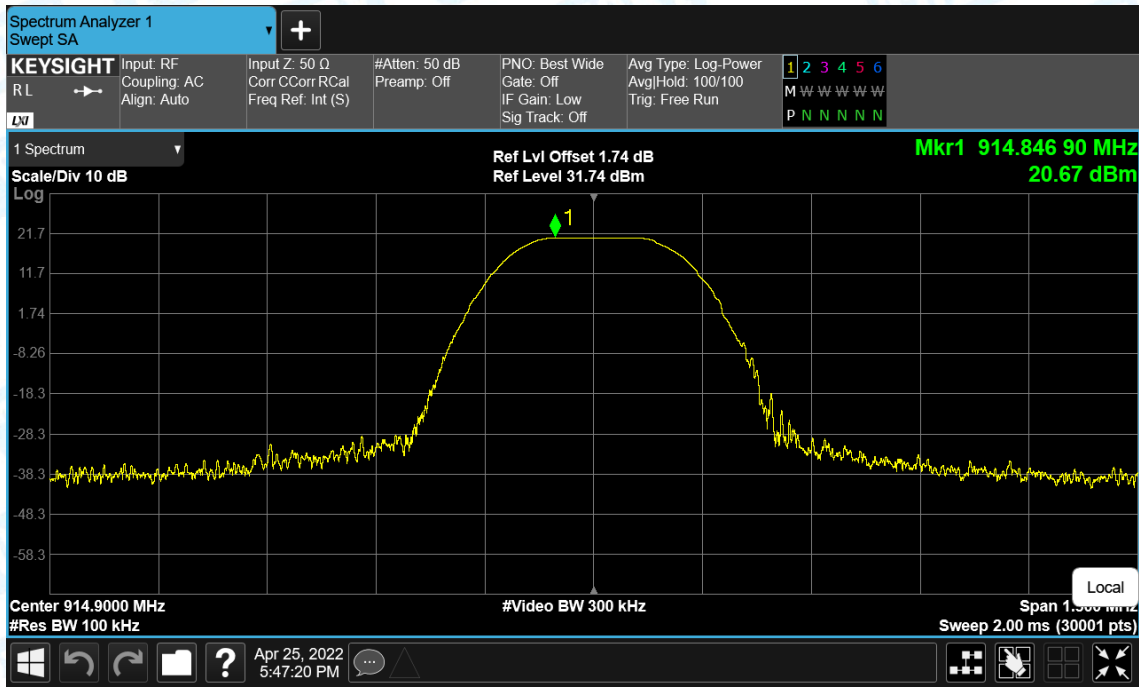 Spectrum Analyzer 1
Swept SA
KEYSIGHT
R L
LXI
Input: RF
Coupling: AC
Align: Auto
Input Z: 50 Ω
Corr CCorr RCal
Freq Ref: Int (S)
#Atten: 50 dB
Preamp: Off
PNO: Best Wide
Gate: Off
IF Gain: Low
Sig Track: Off
Avg Type: Log-Power
Avg|Hold: 100/100
Trig: Free Run
1 2 3 4 5 6
M W W W W W
P N N N N N
1 Spectrum
Scale/Div 10 dB
Ref Lvl Offset 1.74 dB
Ref Level 31.74 dBm
Mkr1 914.846 90 MHz
20.67 dBm
Log
1
21.7
11.7
1.74
-8.26
-18.3
-28.3
-38.3
-48.3
-58.3
Local
Center 914.9000 MHz
#Video BW 300 kHz
Span
#Res BW 100 kHz
Sweep 2.00 ms (30001 pts)
?
Apr 25, 2022
5:47:20 PM